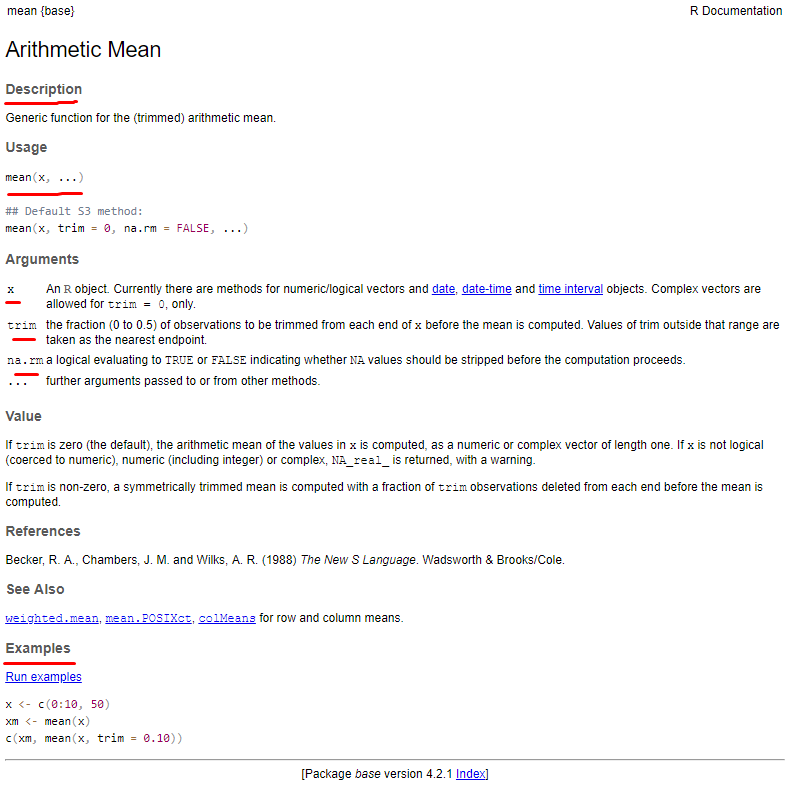 mean {base} R Documentation
Arithmetic Mean
Description
Generic function for the (trimmed) arithmetic mean.
Usage
mean(x, ...)
## Default S3 method:
mean(x, trim = 0, na.rm = FALSE, ...)
Arguments
x An R object. Currently there are methods for numeric/logical vectors and date, date-time and time interval objects. Complex vectors are
allowed for trim = 0, only.
trim the fraction (0 to 0.5) of observations to be trimmed from each end of x before the mean is computed. Values of trim outside that range are
taken as the nearest endpoint.
na.rm a logical evaluating to TRUE or FALSE indicating whether NA values should be stripped before the computation proceeds.
... further arguments passed to or from other methods.
Value
If trim is zero (the default), the arithmetic mean of the values in x is computed, as a numeric or complex vector of length one. If x is not logical
(coerced to numeric), numeric (including integer) or complex, NA_real_ is returned, with a warning.
If trim is non-zero, a symmetrically trimmed mean is computed with a fraction of trim observations deleted from each end before the mean is
computed.
References
Becker, R. A., Chambers, J. M. and Wilks, A. R. (1988) The New S Language. Wadsworth & Brooks/Cole.
See Also
weighted.mean, mean.POSIXct, colMeans for row and column means.
Examples
Run examples
x <- c(0:10, 50)
xm <- mean(x)
c(xm, mean(x, trim = 0.10))
[Package base version 4.2.1 Index]